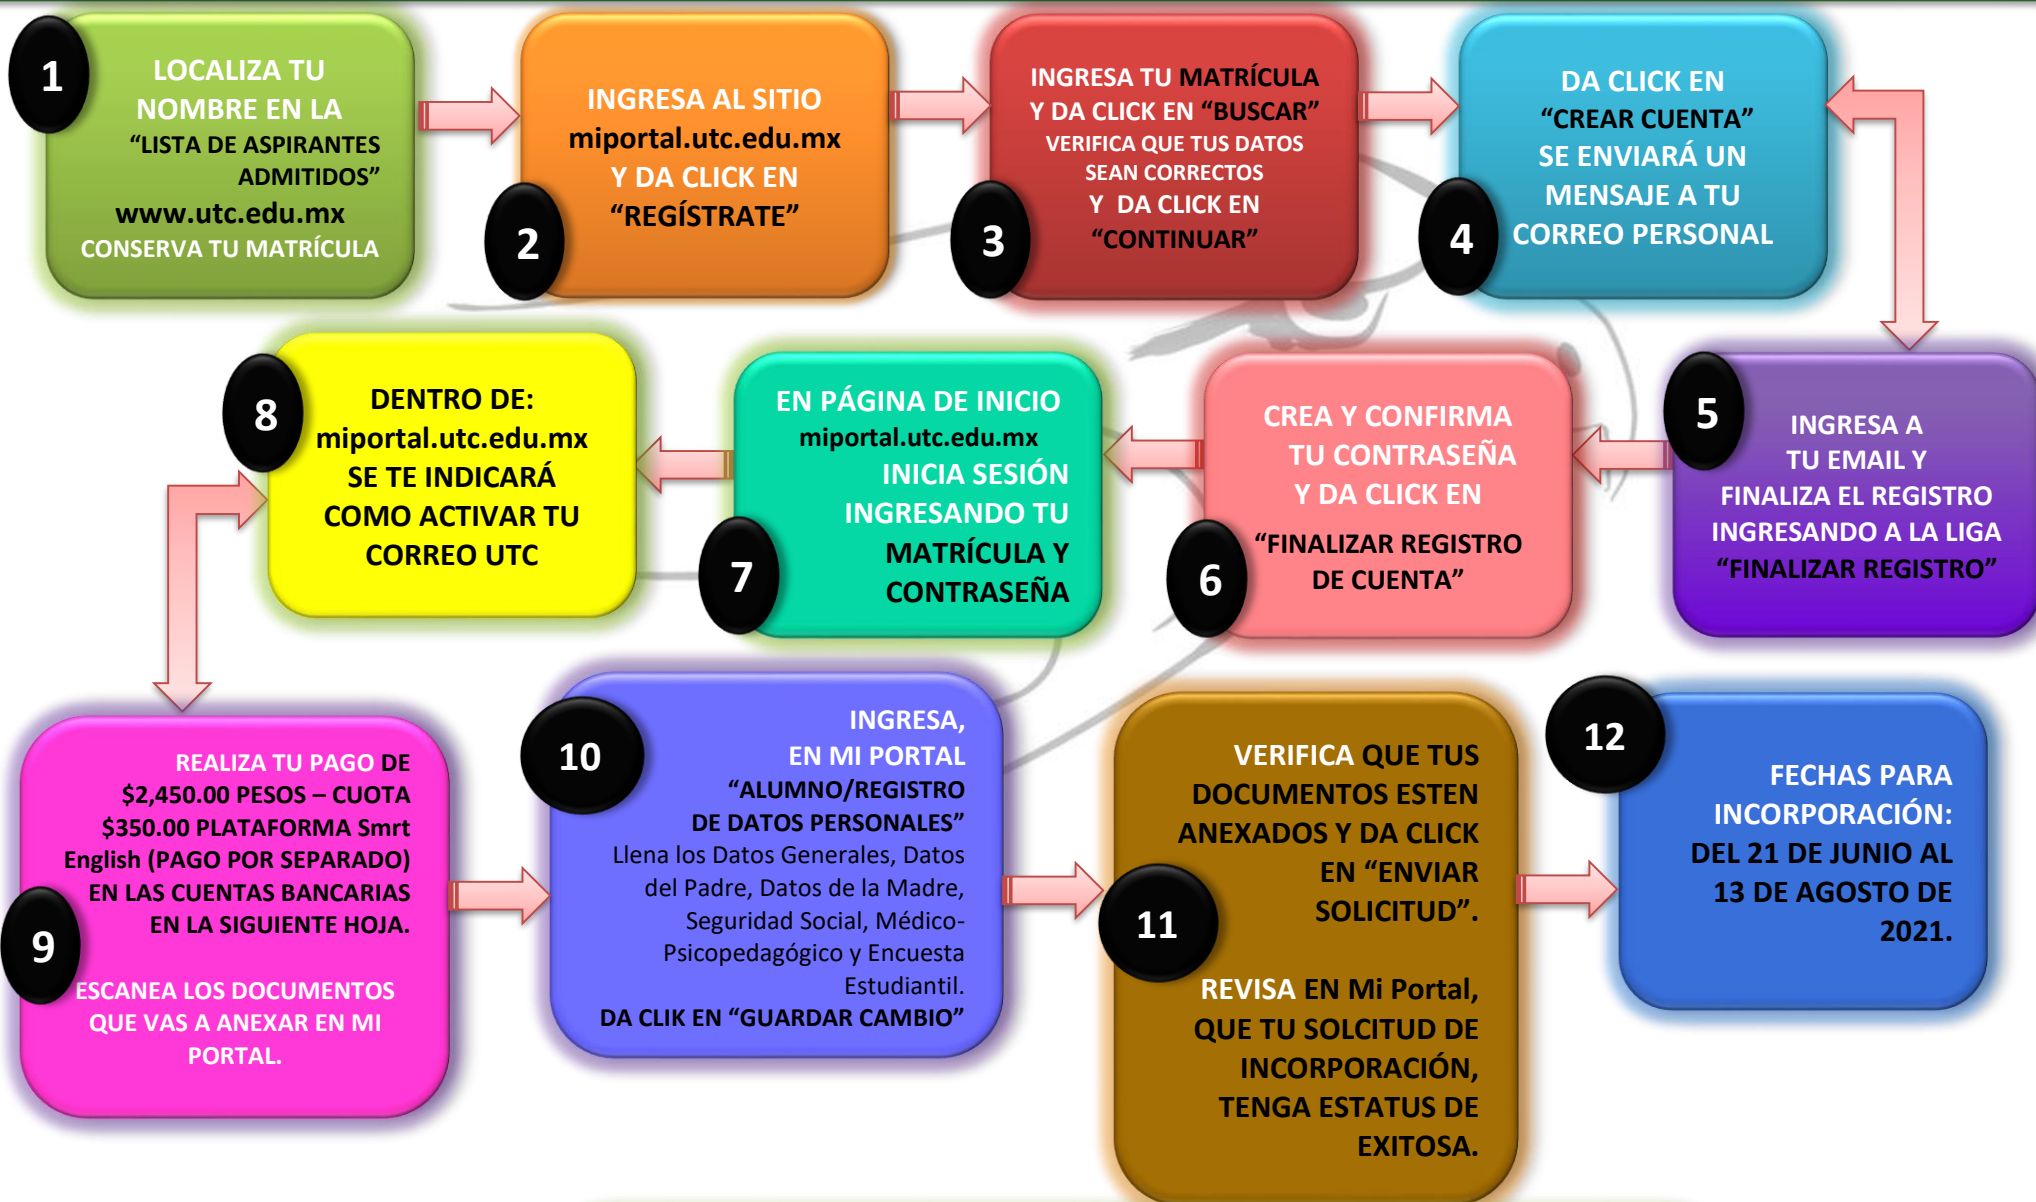 1
LOCALIZA TU
NOMBRE EN LA
“LISTA DE ASPIRANTES
ADMITIDOS”
www.utc.edu.mx
CONSERVA TU MATRÍCULA
2
INGRESA AL SITIO
miportal.utc.edu.mx
Y DA CLICK EN
“REGÍSTRATE”
3
INGRESA TU MATRÍCULA
Y DA CLICK EN “BUSCAR”
VERIFICA QUE TUS DATOS
SEAN CORRECTOS
Y DA CLICK EN
“CONTINUAR”
4
DA CLICK EN
“CREAR CUENTA”
SE ENVIARÁ UN
MENSAJE A TU
CORREO PERSONAL
5
INGRESA A
TU EMAIL Y
FINALIZA EL REGISTRO
INGRESANDO A LA LIGA
“FINALIZAR REGISTRO”
6
CREA Y CONFIRMA
TU CONTRASEÑA
Y DA CLICK EN
“FINALIZAR REGISTRO
DE CUENTA”
7
EN PÁGINA DE INICIO
miportal.utc.edu.mx
INICIA SESIÓN
INGRESANDO TU
MATRÍCULA Y
CONTRASEÑA
8
DENTRO DE:
miportal.utc.edu.mx
SE TE INDICARÁ
COMO ACTIVAR TU
CORREO UTC
9
REALIZA TU PAGO DE
$2,450.00 PESOS – CUOTA
$350.00 PLATAFORMA Smrt
English (PAGO POR SEPARADO)
EN LAS CUENTAS BANCARIAS
EN LA SIGUIENTE HOJA.
ESCANEA LOS DOCUMENTOS
QUE VAS A ANEXAR EN MI
PORTAL.
10
INGRESA,
EN MI PORTAL
“ALUMNO/REGISTRO
DE DATOS PERSONALES”
Llena los Datos Generales, Datos
del Padre, Datos de la Madre,
Seguridad Social, Médico-
Psicopedagógico y Encuesta
Estudiantil.
DA CLIK EN “GUARDAR CAMBIO”
11
VERIFICA QUE TUS
DOCUMENTOS ESTEN
ANEXADOS Y DA CLICK
EN “ENVIAR
SOLICITUD”.
REVISA EN Mi Portal,
QUE TU SOLCITUD DE
INCORPORACIÓN,
TENGA ESTATUS DE
EXITOSA.
12
FECHAS PARA
INCORPORACIÓN:
DEL 21 DE JUNIO AL
13 DE AGOSTO DE
2021.